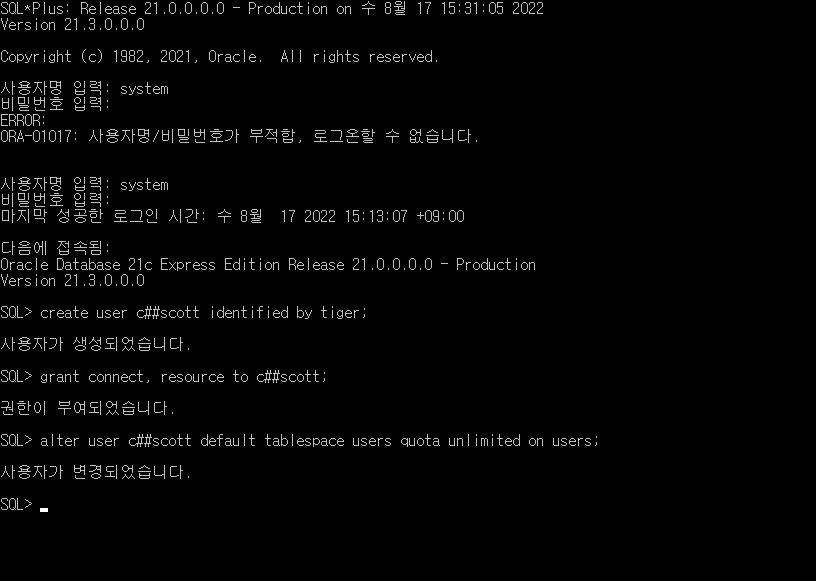 SQL*Plus: Release 21.0.0.0.0 - Production on 수 8월 17 15:31:05 2022
Version 21.3.0.0.0
Copyright (c) 1982, 2021, Oracle.  All rights reserved.
사용자명 입력: system
비밀번호 입력:
ERROR:
ORA-01017: 사용자명/비밀번호가 부적합, 로그온할 수 없습니다.
사용자명 입력: system
비밀번호 입력:
마지막 성공한 로그인 시간: 수 8월  17 2022 15:13:07 +09:00
다음에 접속됨:
Oracle Database 21c Express Edition Release 21.0.0.0.0 - Production
Version 21.3.0.0.0
SQL> create user c##scott identified by tiger;
사용자가 생성되었습니다.
SQL> grant connect, resource to c##scott;
권한이 부여되었습니다.
SQL> alter user c##scott default tablespace users quota unlimited on users;
사용자가 변경되었습니다.
SQL>